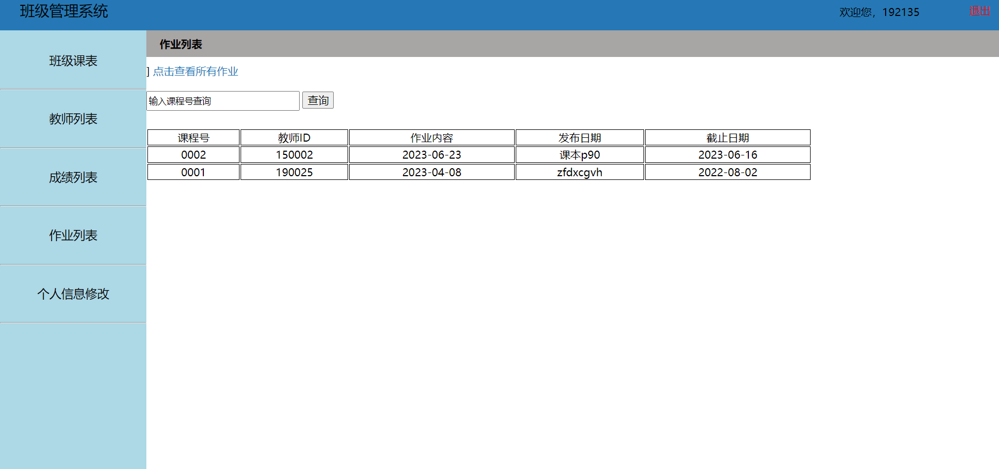 班级管理系统
欢迎您，192135
退出
班级课表
教师列表
成绩列表
作业列表
个人信息修改
作业列表
] 点击查看所有作业
输入课程号查询 查询
课程号 教师ID 作业内容 发布日期 截止日期
0002 150002 2023-06-23 课本p90 2023-06-16
0001 190025 2023-04-08 zfdxcgvh 2022-08-02